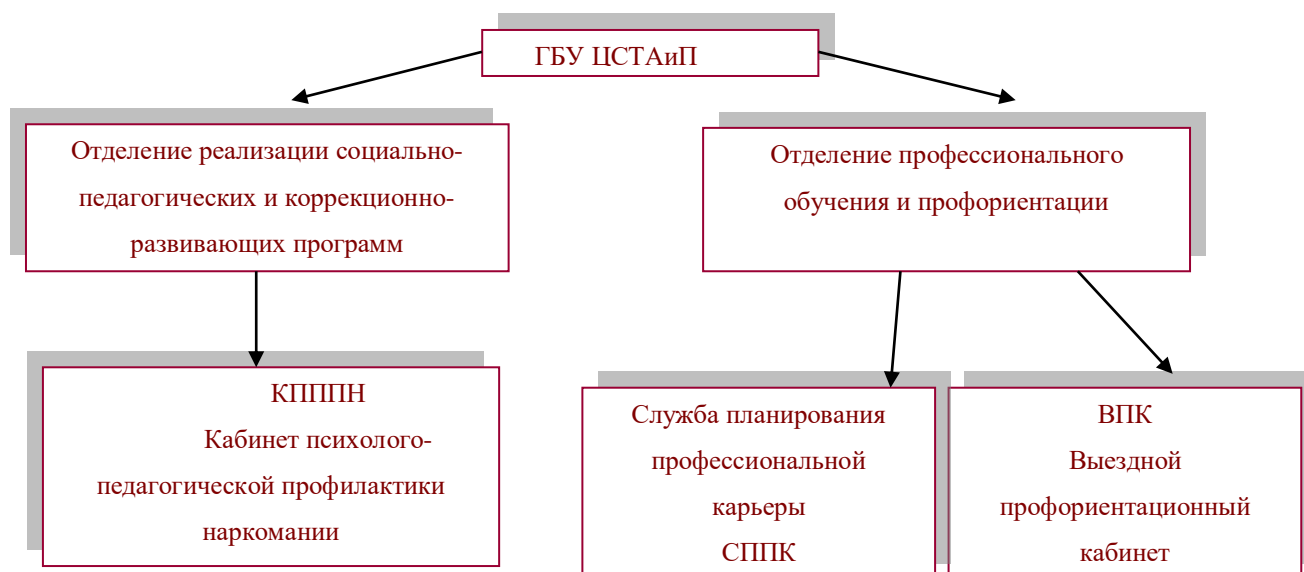 ГБУ ЦСТАиП
Отделение реализации социально-
педагогических и коррекционно-
развивающих программ
Отделение профессионального
обучения и профориентации
КПППН
Кабинет психолого-
педагогической профилактики
наркомании
Служба планирования
профессиональной
карьеры
СППК
ВПК
Выездной
профориентационный
кабинет